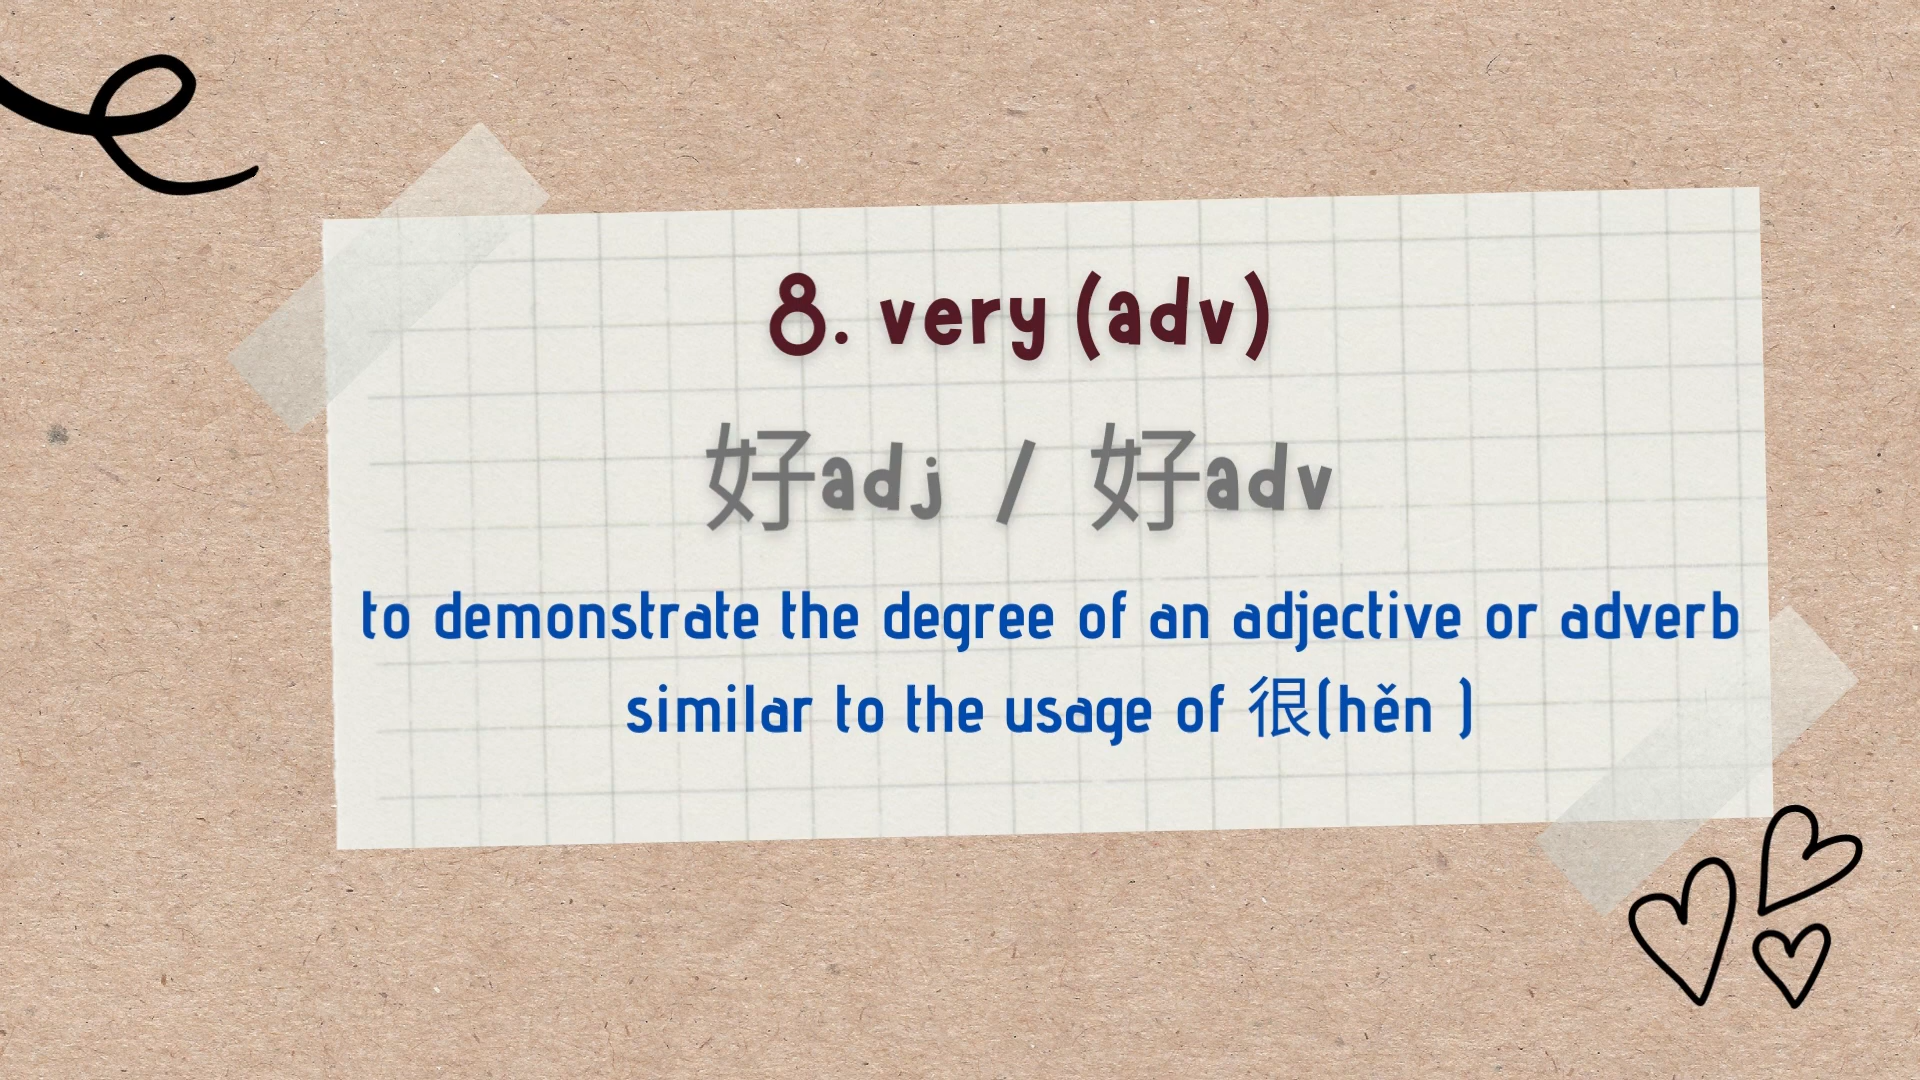 8. very (adv)
好adj / 好adv
to demonstrate the degree of an adjective or adverb
similar to the usage of 很(hěn )